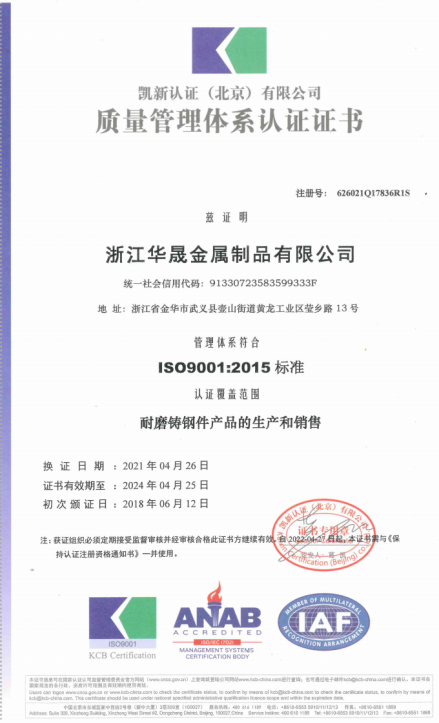 凯新认证（北京）有限公司
质量管理体系认证证书
注册号： 626021Q17836R1S
兹 证 明
浙江华晟金属制品有限公司
统一社会信用代码：91330723583599333F
地 址：浙江省金华市武义县壶山街道黄龙工业区莹乡路 13 号
管理体系符合
ISO9001:2015 标准
认证覆盖范围
耐磨铸钢件产品的生产和销售
换 证 日 期 ：2021 年 04 月 26 日
证书有效期至 ：2024 年 04 月 25 日
初 次 颁 证 日：2018 年 06 月 12 日
注：获证组织必须定期接受监督审核并经审核合格此证书方继续有效。自 2022-04-27 日起，本证书需与《保
持认证注册资格通知书》一并使用。
凯新认证（北京）有限公司
证书专用章
Certification (Beijing)
ISO9001
KCB Certification
ANAB
ACCREDITED
ISO/IEC 17021
MANAGEMENT SYSTEMS
CERTIFICATION BODY
MEMBER OF MULTILATERAL
IAF
RECOGNITION ARRANGEMENT